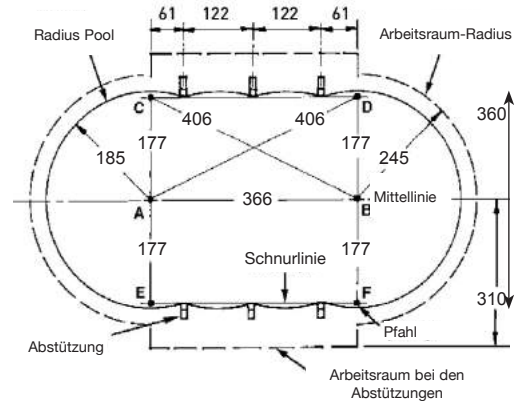 61 122 122 61
Radius Pool
Arbeitsraum-Radius
C
D
406
406
360
177
177
185
245
366
A
B
Mittellinie
177
177
Schnurlinie
E
F
310
Abstützung
Pfahl
Arbeitsraum bei den
Abstützungen